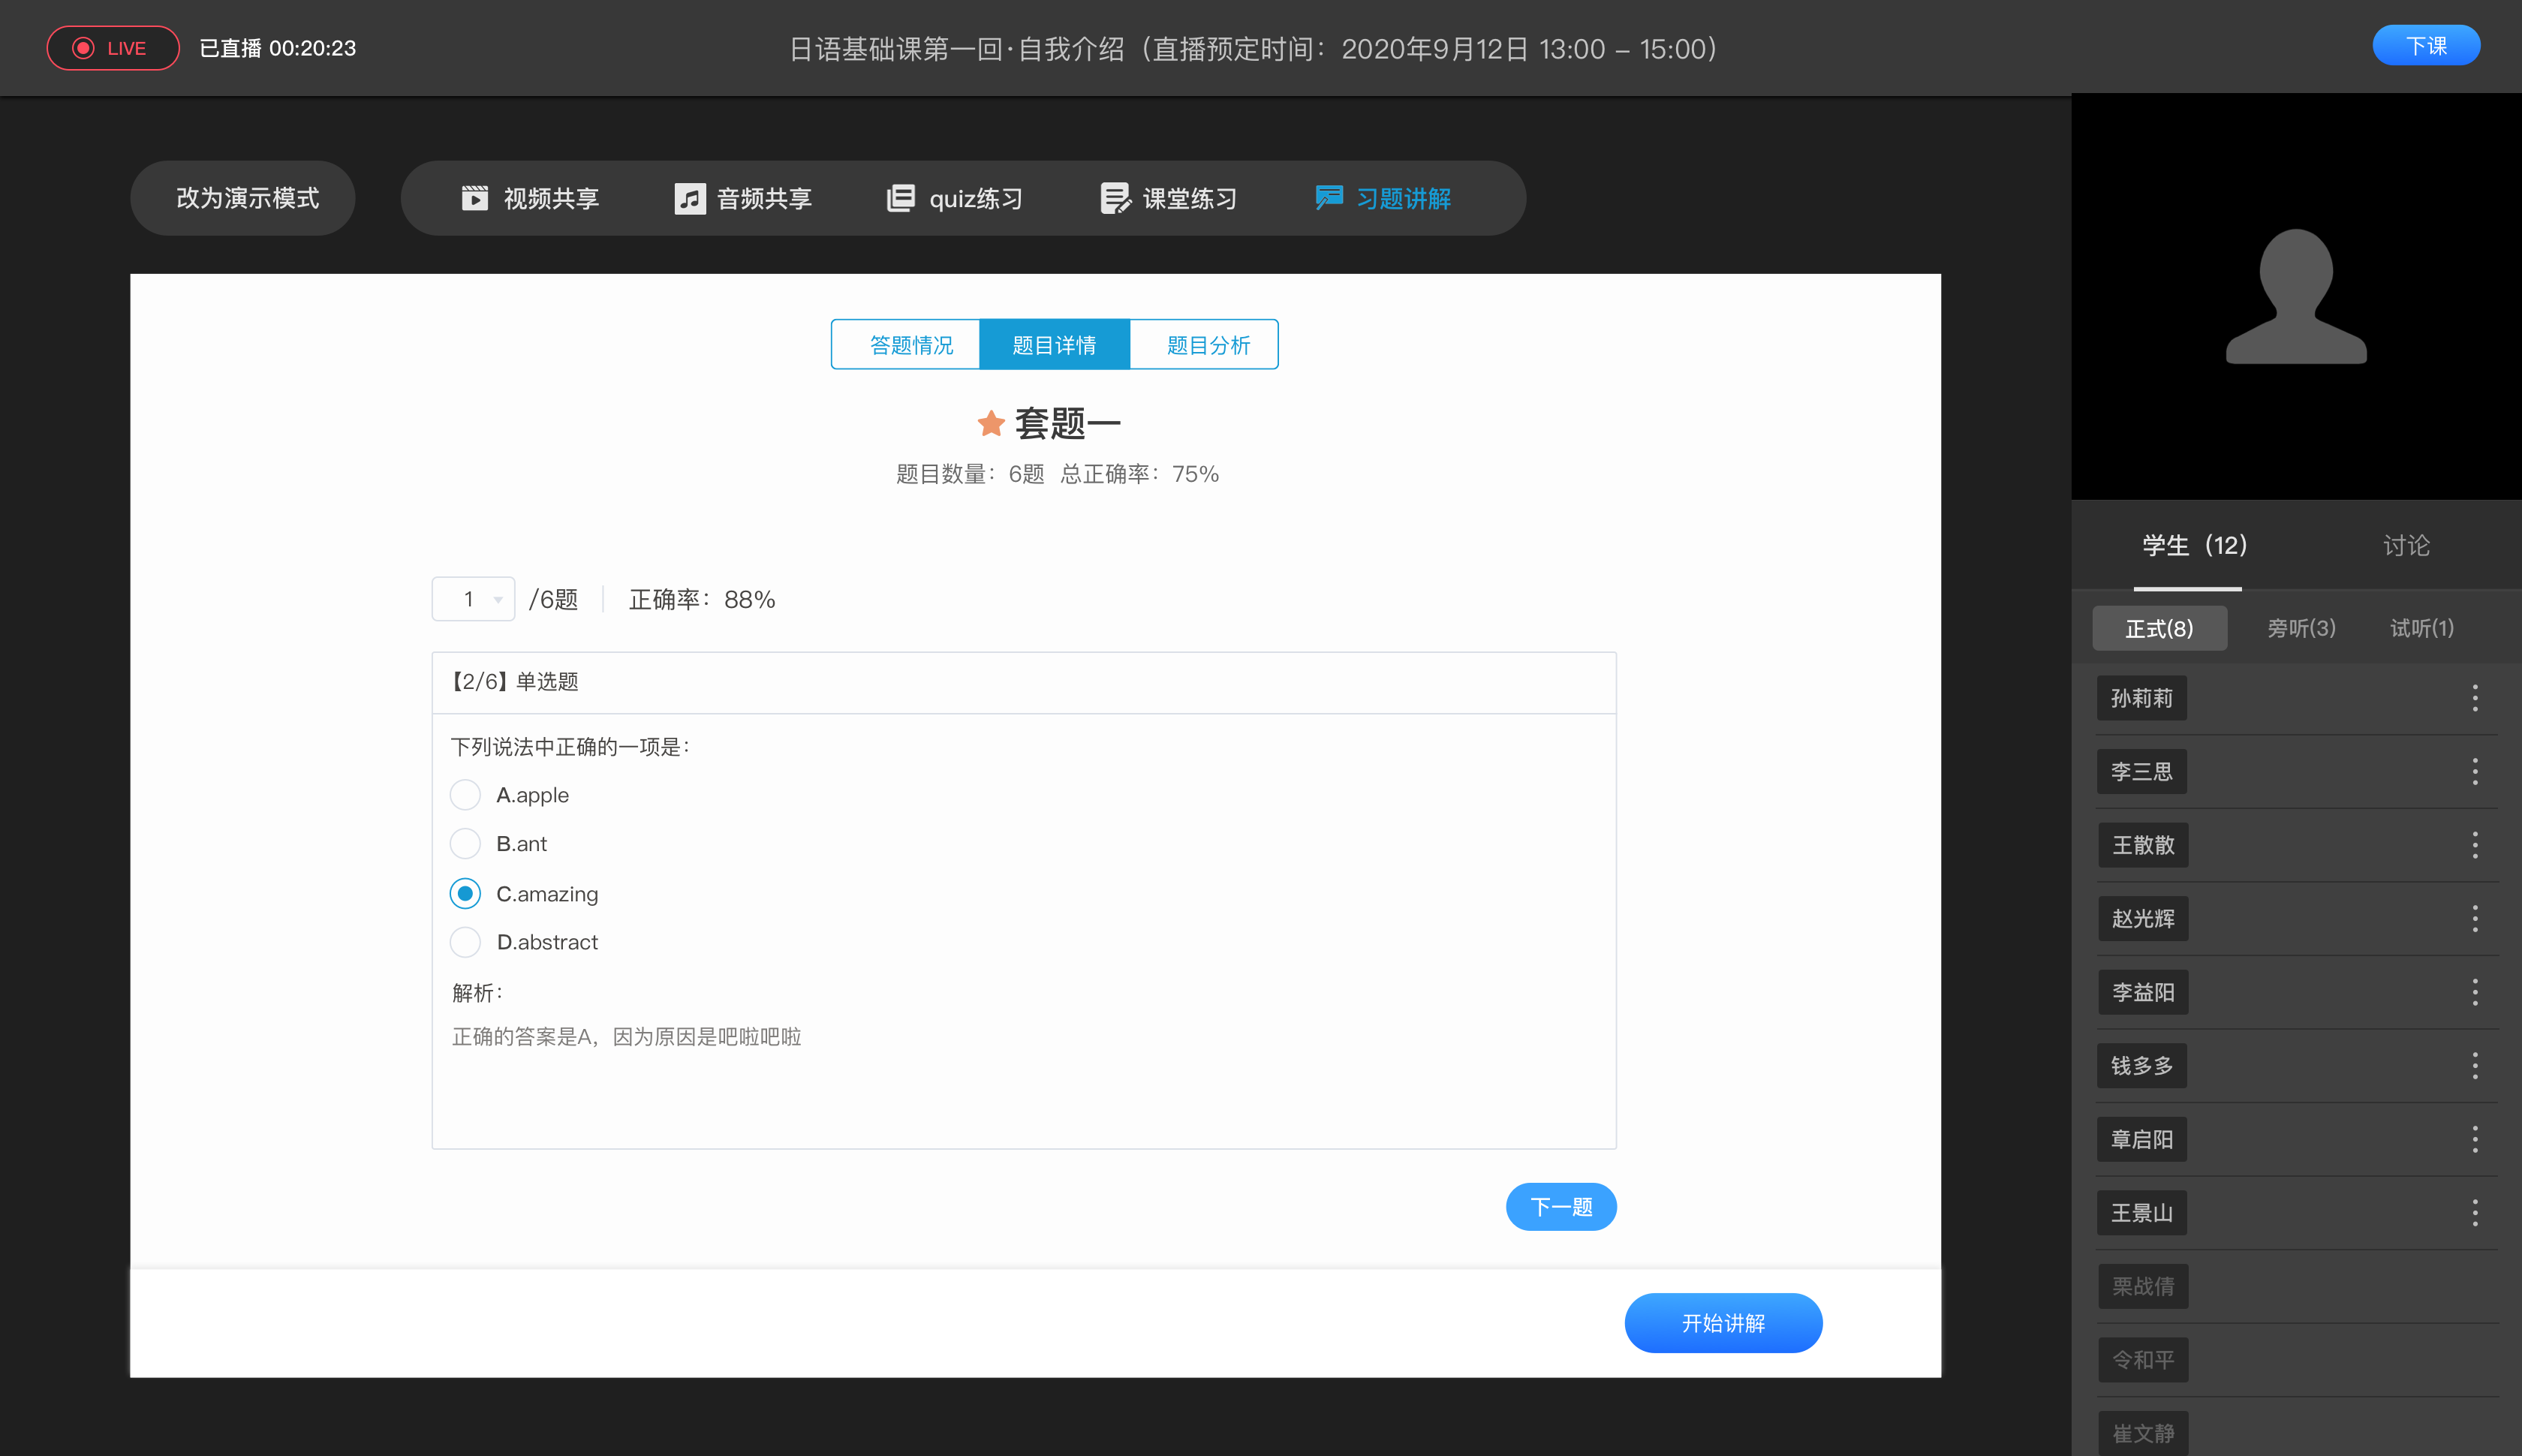 LIVE 已直播 00:20:23
日语基础课第一回·自我介绍（直播预定时间：2020年9月12日 13:00 – 15:00）
下课
改为演示模式
视频共享 音频共享 quiz练习 课堂练习 习题讲解
答题情况 题目详情 题目分析
套题一
题目数量：6题 总正确率：75%
1 /6题 正确率：88%
【2/6】单选题
下列说法中正确的一项是：
A.apple
B.ant
C.amazing
D.abstract
解析：
正确的答案是A，因为原因是吧啦吧啦
下一题
开始讲解
学生（12） 讨论
正式(8) 旁听(3) 试听(1)
孙莉莉
李三思
王散散
赵光辉
李益阳
钱多多
章启阳
王景山
栗战倩
令和平
崔文静